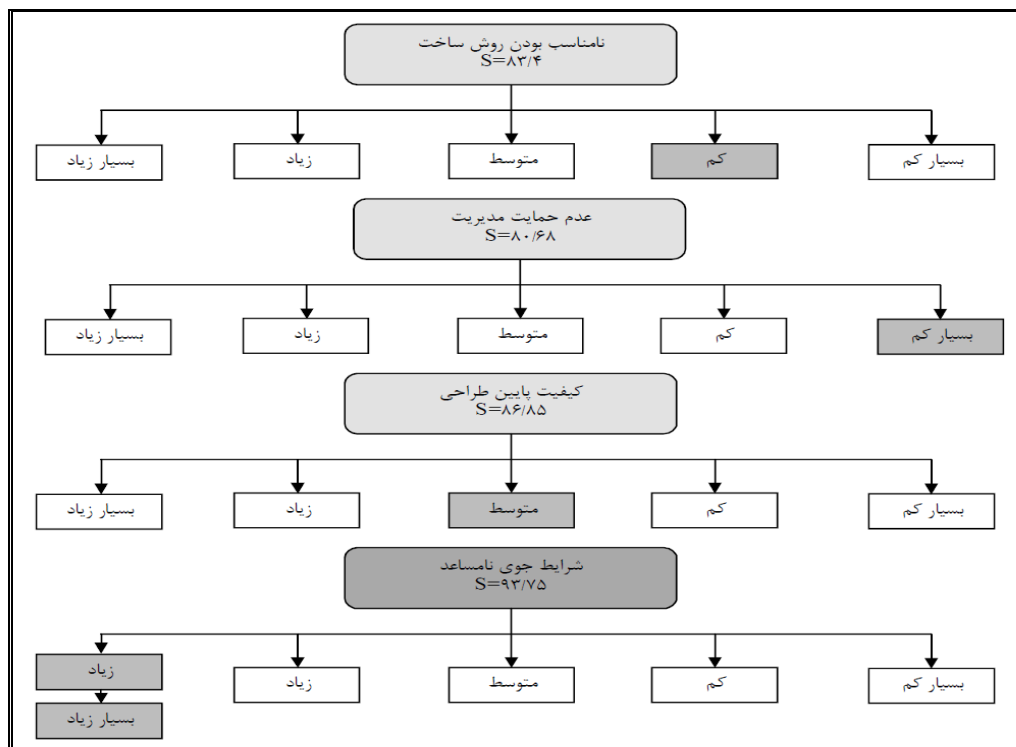 نامناسب بودن روش ساخت
S=۸۳/۴
بسیار کم
کم
متوسط
زیاد
بسیار زیاد
عدم حمایت مدیریت
S=۸۰/۶۸
بسیار کم
کم
متوسط
زیاد
بسیار زیاد
کیفیت پایین طراحی
S=۸۶/۸۵
بسیار کم
کم
متوسط
زیاد
بسیار زیاد
شرایط جوی نامساعد
S=۹۳/۷۵
بسیار کم
کم
متوسط
زیاد
زیاد
بسیار زیاد